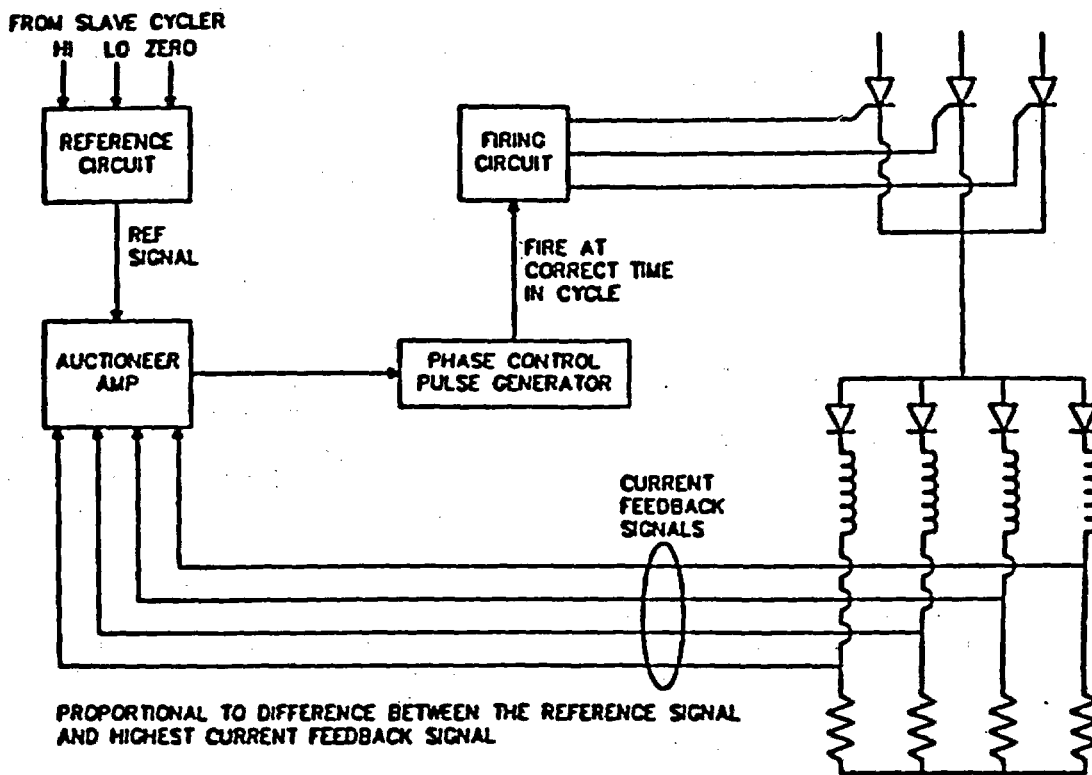 FROM SLAVE CYCLER
HI LO ZERO
REFERENCE
CIRCUIT
REF
SIGNAL
AUCTIONEER
AMP
FIRING
CIRCUIT
FIRE AT
CORRECT TIME
IN CYCLE
PHASE CONTROL
PULSE GENERATOR
CURRENT
FEEDBACK
SIGNALS
PROPORTIONAL TO DIFFERENCE BETWEEN THE REFERENCE SIGNAL
AND HIGHEST CURRENT FEEDBACK SIGNAL